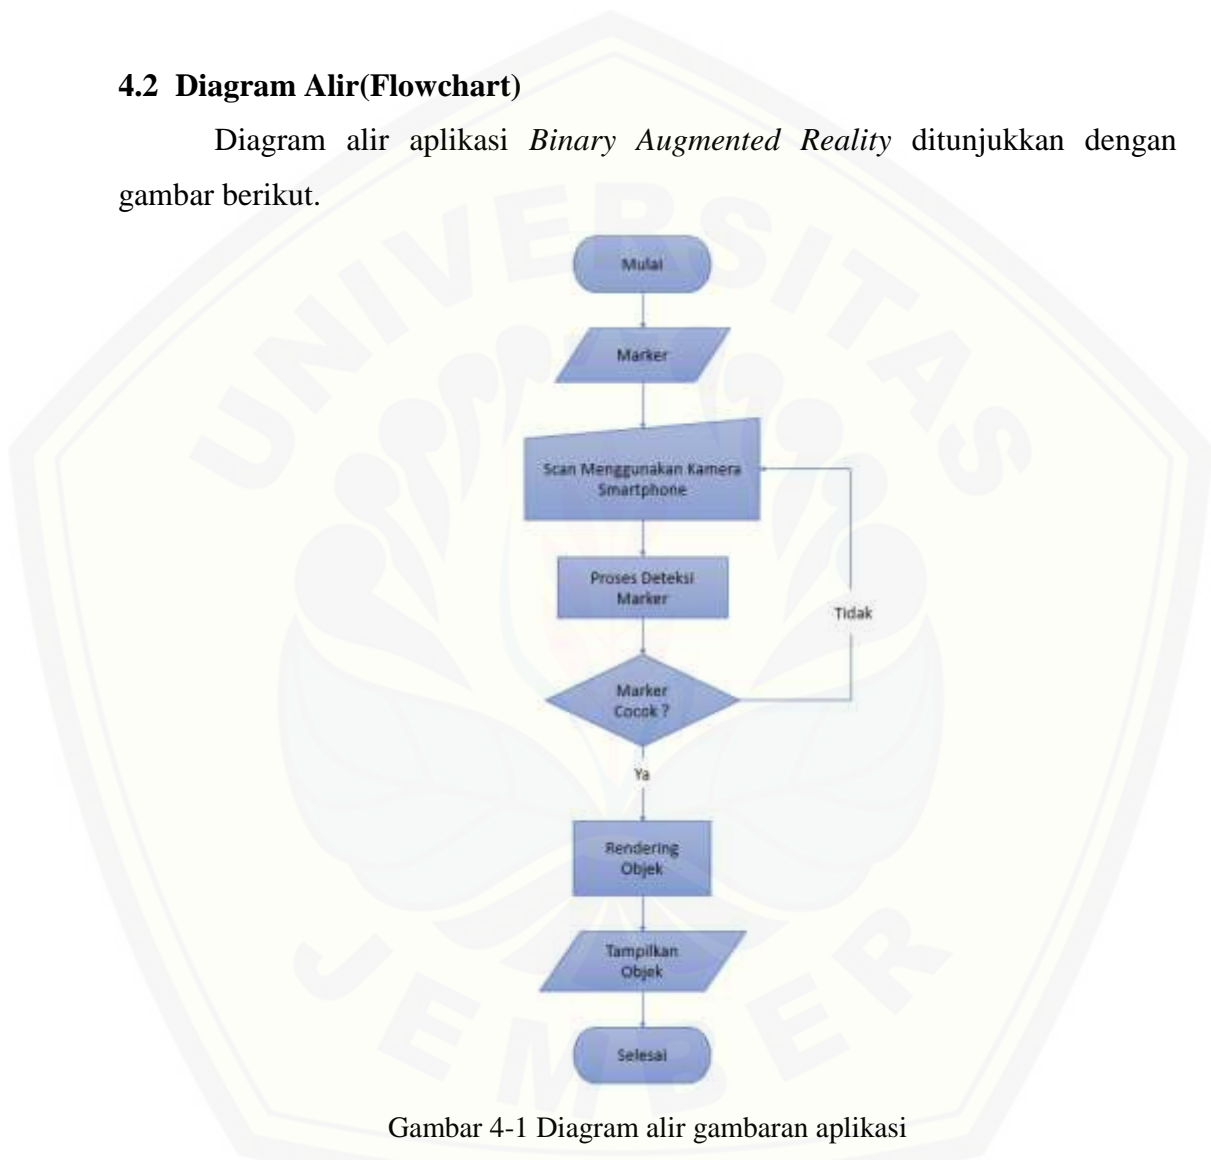 4.2 Diagram Alir(Flowchart)
Diagram alir aplikasi Binary Augmented Reality ditunjukkan dengan
gambar berikut.
UNIVERSITAS
Mulai
Marker
Scan Menggunakan Kamera
Smartphone
Proses Deteksi
Marker
Tidak
Marker
Cocok ?
Ya
Rendering
Objek
Tampilkan
Objek
Selesai
JEMBER
Gambar 4-1 Diagram alir gambaran aplikasi